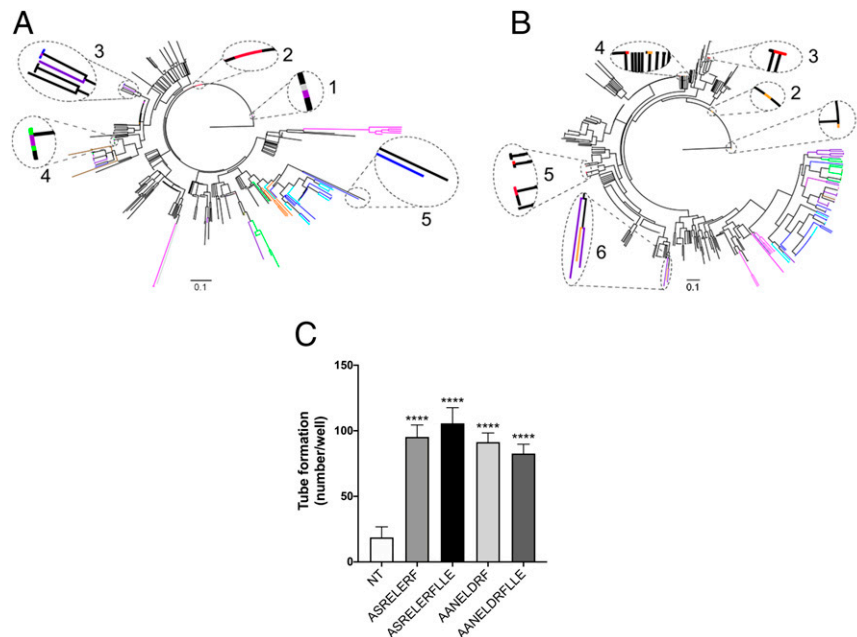 A
3
2
1
4
5
0.1
B
4
3
2
5
6
0.1
C
Tube formation
(number/well)
150
100
50
0
****
****
****
****
NT
ASRELERF
ASRELERFLLE
AANELDRF
AANELDRFLLE